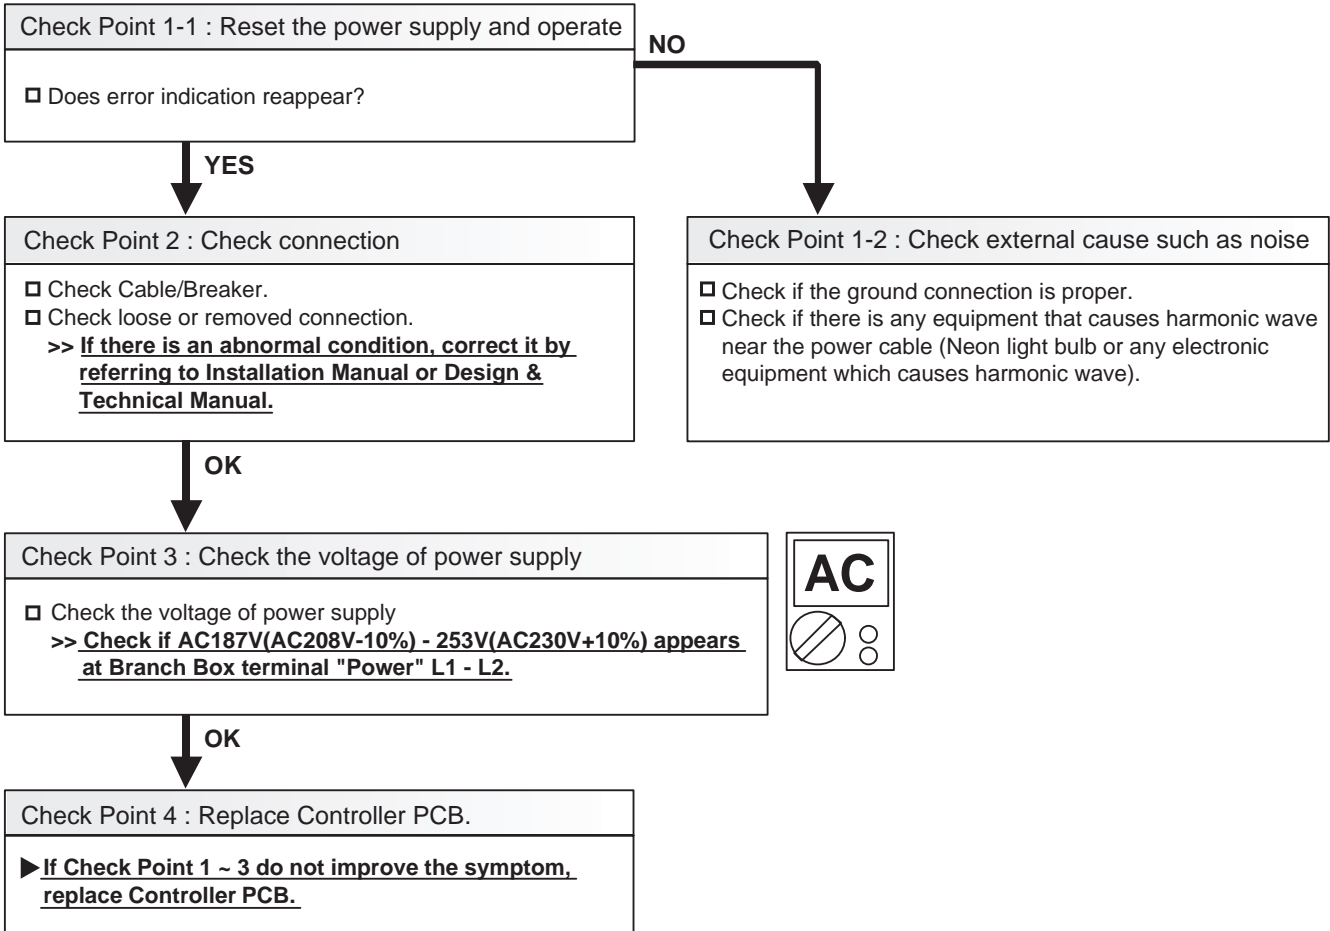 Check Point 1-1 : Reset the power supply and operate
Does error indication reappear?
NO
YES
Check Point 2 : Check connection
Check Cable/Breaker.
Check loose or removed connection.
>> If there is an abnormal condition, correct it by
referring to Installation Manual or Design &
Technical Manual.
Check Point 1-2 : Check external cause such as noise
Check if the ground connection is proper.
Check if there is any equipment that causes harmonic wave
near the power cable (Neon light bulb or any electronic
equipment which causes harmonic wave).
OK
Check Point 3 : Check the voltage of power supply
Check the voltage of power supply
>> Check if AC187V(AC208V-10%) - 253V(AC230V+10%) appears
at Branch Box terminal "Power" L1 - L2.
AC
OK
Check Point 4 : Replace Controller PCB.
▶If Check Point 1 ~ 3 do not improve the symptom,
replace Controller PCB.